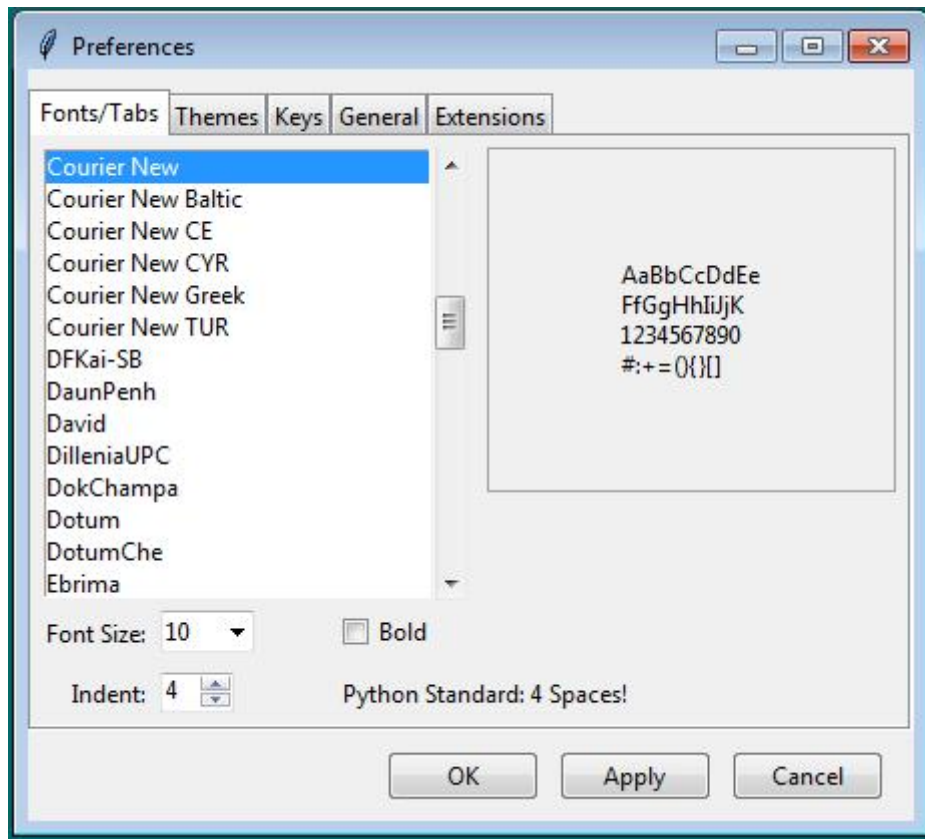 Preferences
Fonts/Tabs Themes Keys General Extensions
Courier New
Courier New Baltic
Courier New CE
Courier New CYR
Courier New Greek
Courier New TUR
DFKai-SB
DaunPenh
David
DilleniaUPC
DokChampa
Dotum
DotumChe
Ebrima
AaBbCcDdEe
FfGgHhIiJjK
1234567890
#:+=(){}[]
Font Size: 10 Bold
Indent: 4 Python Standard: 4 Spaces!
OK Apply Cancel